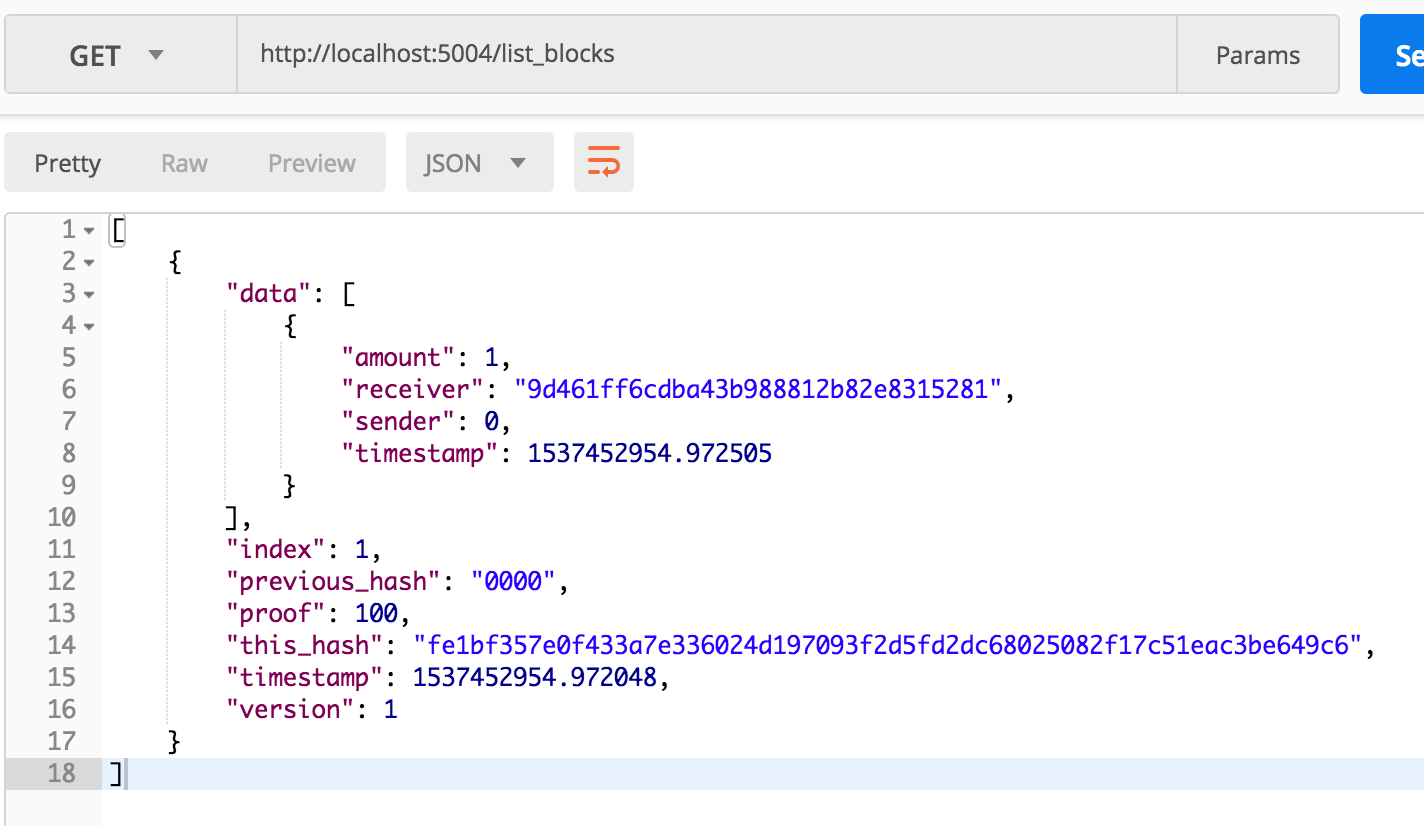 GET http://localhost:5004/list_blocks Params Se
Pretty Raw Preview JSON
1 [
2 {
3 "data": [
4 {
5 "amount": 1,
6 "receiver": "9d461ff6cdba43b988812b82e8315281",
7 "sender": 0,
8 "timestamp": 1537452954.972505
9 }
10 ],
11 "index": 1,
12 "previous_hash": "0000",
13 "proof": 100,
14 "this_hash": "fe1bf357e0f433a7e336024d197093f2d5fd2dc68025082f17c51eac3be649c6",
15 "timestamp": 1537452954.972048,
16 "version": 1
17 }
18 ]